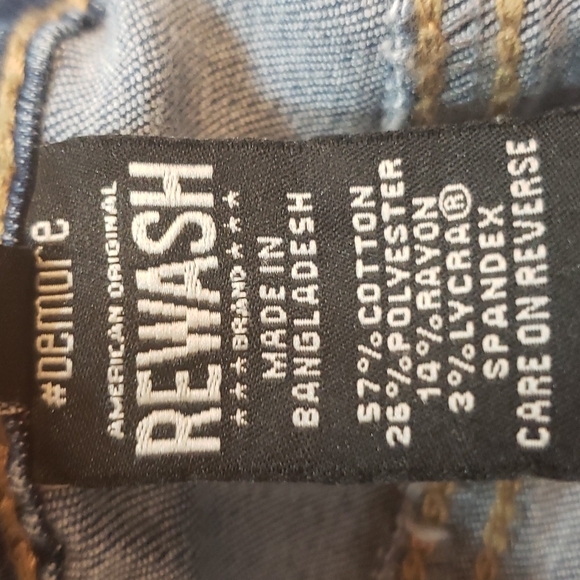 #Demure
AMERICAN ORIGINAL
REWASH
★★★ BRAND ★★★
MADE IN
BANGLADESH
57% COTTON
26% POLYESTER
14% RAYON
3% LYCRA®
SPANDEX
CARE ON REVERSE